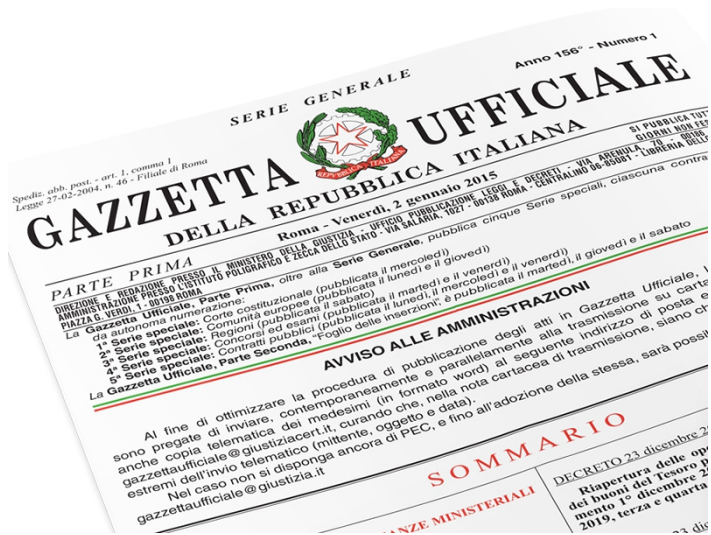 SERIE GENERALE
Anno 156° - Numero 1
Spediz. abb. post. - art. 1, comma 1
Legge 27-02-2004, n. 46 - Filiale di Roma
GAZZETTA UFFICIALE
REPVBBLICA ITALIANA
DELLA REPUBBLICA ITALIANA
SI PUBBLICA TUTT
GIORNI NON FES
PARTE PRIMA
Roma - Venerdì, 2 gennaio 2015
DIREZIONE E REDAZIONE PRESSO IL MINISTERO DELLA GIUSTIZIA - UFFICIO PUBBLICAZIONE LEGGI E DECRETI - VIA ARENULA, 70 - 00186
AMMINISTRAZIONE PRESSO L'ISTITUTO POLIGRAFICO E ZECCA DELLO STATO - VIA SALARIA, 1027 - 00138 ROMA - CENTRALINO 06-85081 - LIBRERIA DELLO
PIAZZA G. VERDI, 1 - 00198 ROMA
La Gazzetta Ufficiale, Parte Prima, oltre alla Serie Generale, pubblica cinque Serie speciali, ciascuna contra
da autonoma numerazione:
1ª Serie speciale: Corte costituzionale (pubblicata il mercoledì)
2ª Serie speciale: Comunità europee (pubblicata il lunedì e il giovedì)
3ª Serie speciale: Regioni (pubblicata il sabato)
4ª Serie speciale: Concorsi ed esami (pubblicata il martedì e il venerdì)
5ª Serie speciale: Contratti pubblici (pubblicata il lunedì, il mercoledì e il venerdì)
La Gazzetta Ufficiale, Parte Seconda, "Foglio delle inserzioni", è pubblicata il martedì, il giovedì e il sabato
AVVISO ALLE AMMINISTRAZIONI
Al fine di ottimizzare la procedura di pubblicazione degli atti in Gazzetta Ufficiale,
sono pregate di inviare, contemporaneamente e parallelamente alla trasmissione su carta
anche copia telematica dei medesimi (in formato word) al seguente indirizzo di posta e
gazzettaufficiale@giustiziacert.it, curando che, nella nota cartacea di trasmissione, siano ch
estremi dell'invio telematico (mittente, oggetto e data).
Nel caso non si disponga ancora di PEC, e fino all'adozione della stessa, sarà possi
gazzettaufficiale@giustizia.it
SOMMARIO
NZE MINISTERIALI
DECRETO 23 dicembre 2
Riapertura delle ope
dei buoni del Tesoro p
mento 1° dicembre 2
2019, terza e quarta